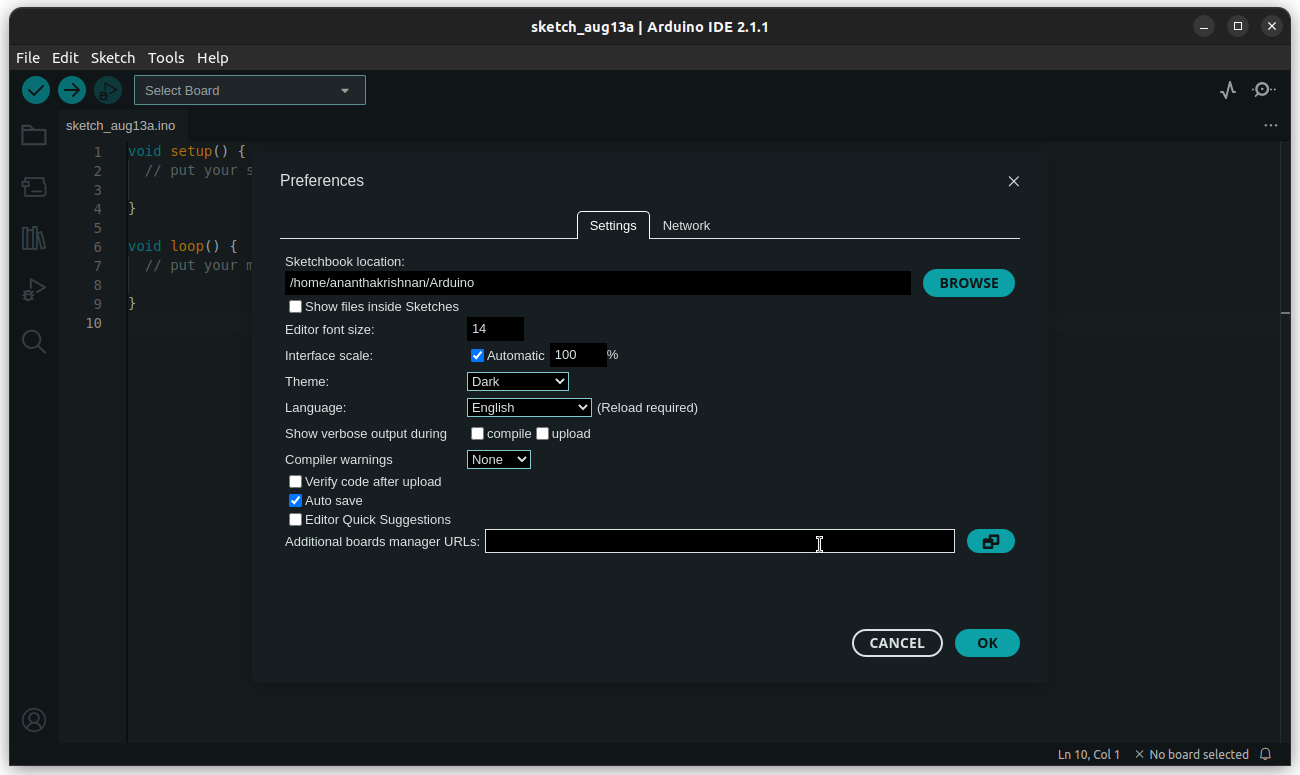 sketch_aug13a | Arduino IDE 2.1.1
File Edit Sketch Tools Help
Select Board
sketch_aug13a.ino
1 void setup() {
2 // put your s
3
4 }
5
6 void loop() {
7 // put your m
8
9 }
10
Preferences
Settings Network
Sketchbook location:
/home/ananthakrishnan/Arduino BROWSE
Show files inside Sketches
Editor font size: 14
Interface scale: Automatic 100 %
Theme: Dark
Language: English (Reload required)
Show verbose output during compile upload
Compiler warnings None
Verify code after upload
Auto save
Editor Quick Suggestions
Additional boards manager URLs:
CANCEL OK
Ln 10, Col 1 × No board selected